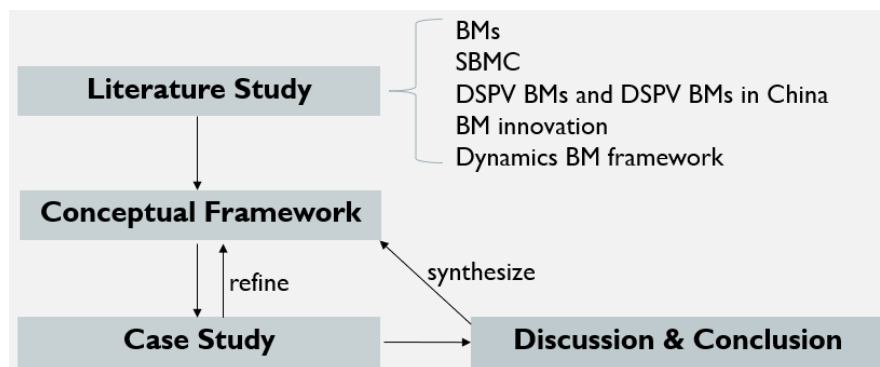 BMs
SBMC
Literature Study
DSPV BMs and DSPV BMs in China
BM innovation
Dynamics BM framework
Conceptual Framework
refine
synthesize
Case Study
Discussion & Conclusion